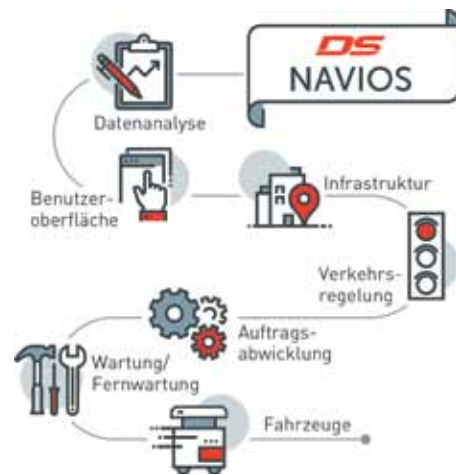 DS
NAVIOS
Datenanalyse
Benutzer-
oberfläche
Infrastruktur
Verkehrs-
regelung
Auftrags-
abwicklung
Wartung/
Fernwartung
Fahrzeuge